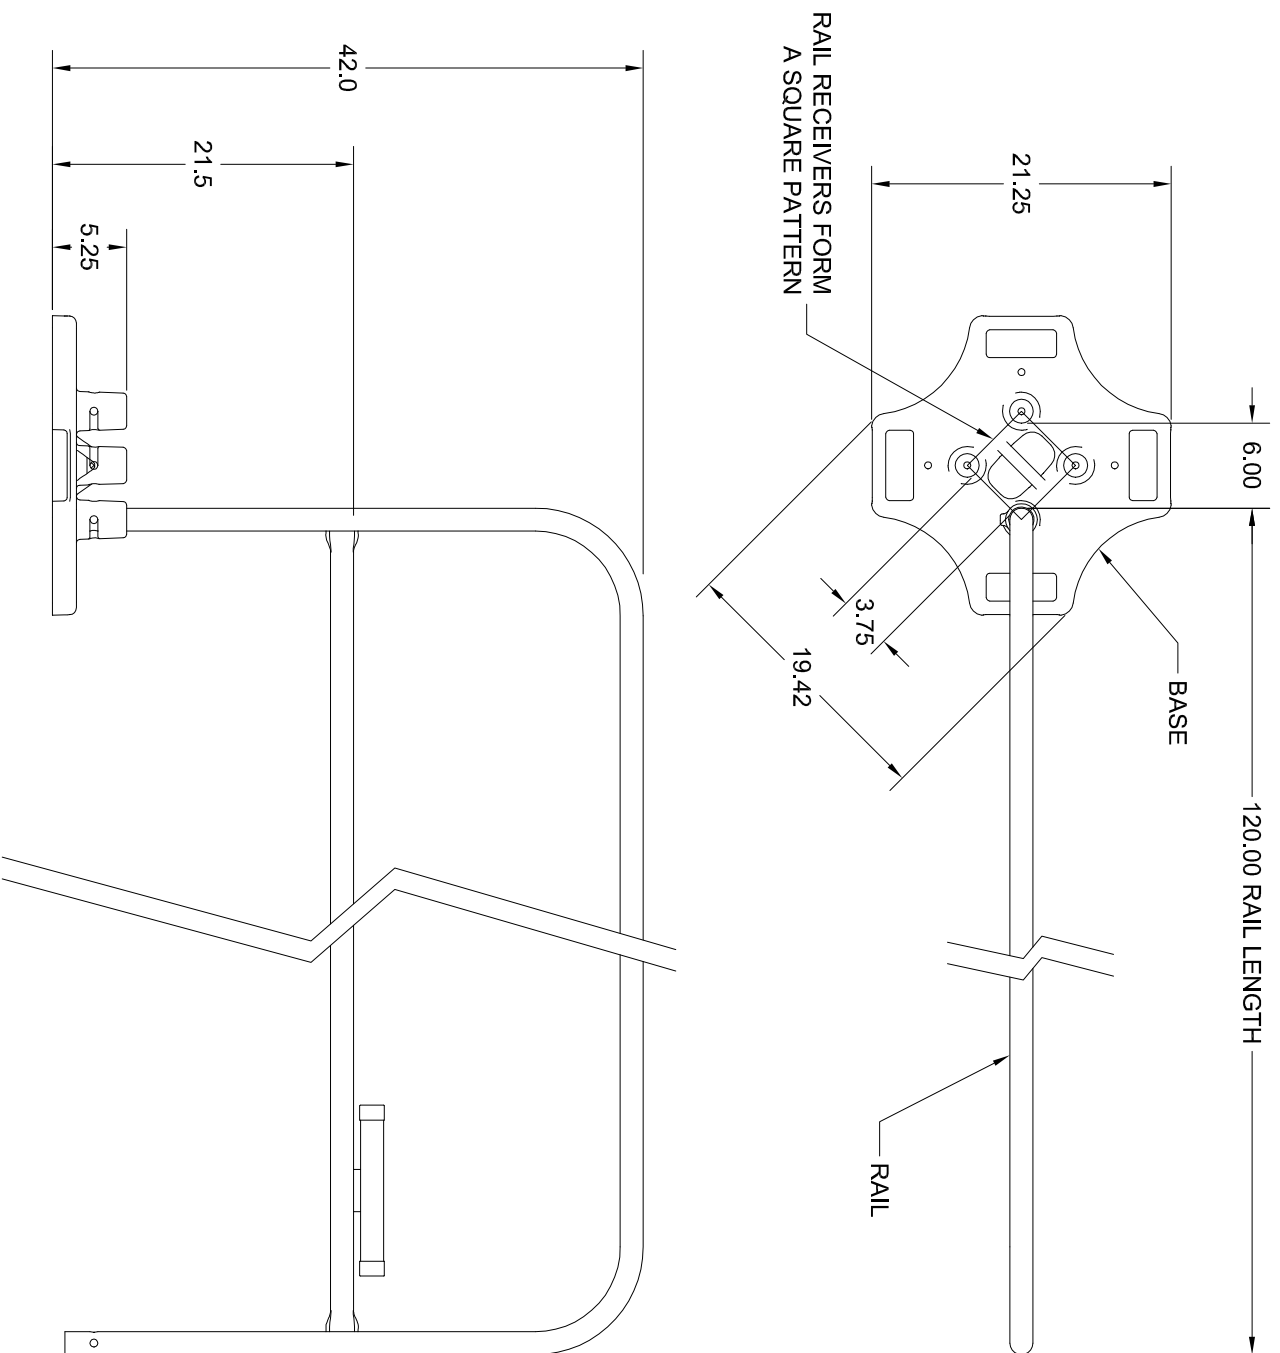 120.00 RAIL LENGTH
6.00
BASE
21.25
RAIL
3.75
19.42
RAIL RECEIVERS FORM
A SQUARE PATTERN
42.0
21.5
5.25